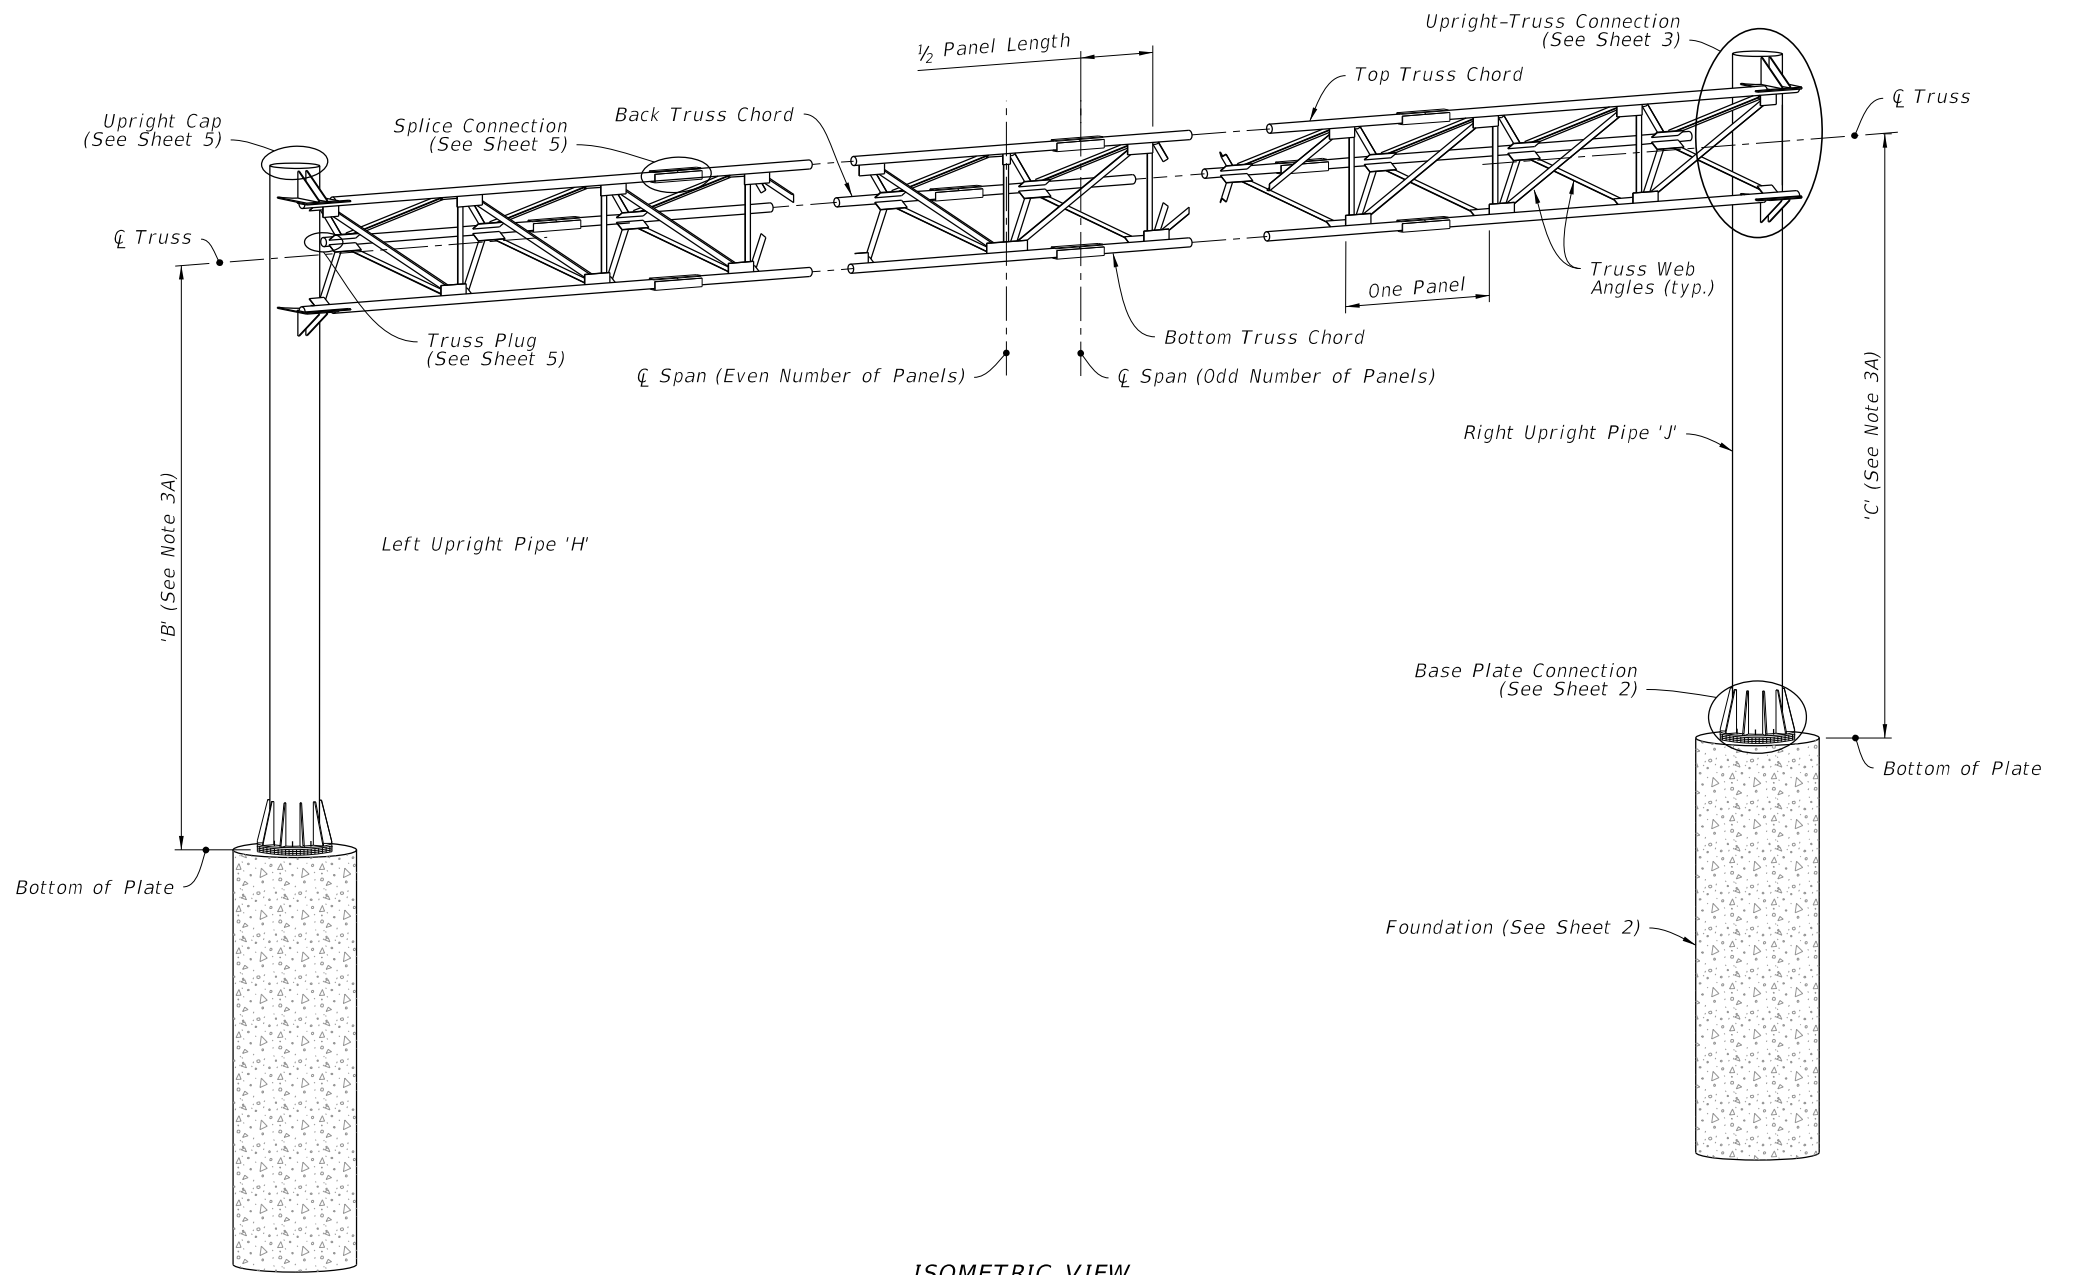 Upright-Truss Connection
(See Sheet 3)
½ Panel Length
Top Truss Chord
℄ Truss
Back Truss Chord
Upright Cap
(See Sheet 5)
Splice Connection
(See Sheet 5)
℄ Truss
Truss Web
Angles (typ.)
One Panel
Truss Plug
(See Sheet 5)
Bottom Truss Chord
℄ Span (Even Number of Panels)
℄ Span (Odd Number of Panels)
'C' (See Note 3A)
Right Upright Pipe 'J'
'B' (See Note 3A)
Left Upright Pipe 'H'
Base Plate Connection
(See Sheet 2)
Bottom of Plate
Bottom of Plate
Foundation (See Sheet 2)
ISOMETRIC VIEW